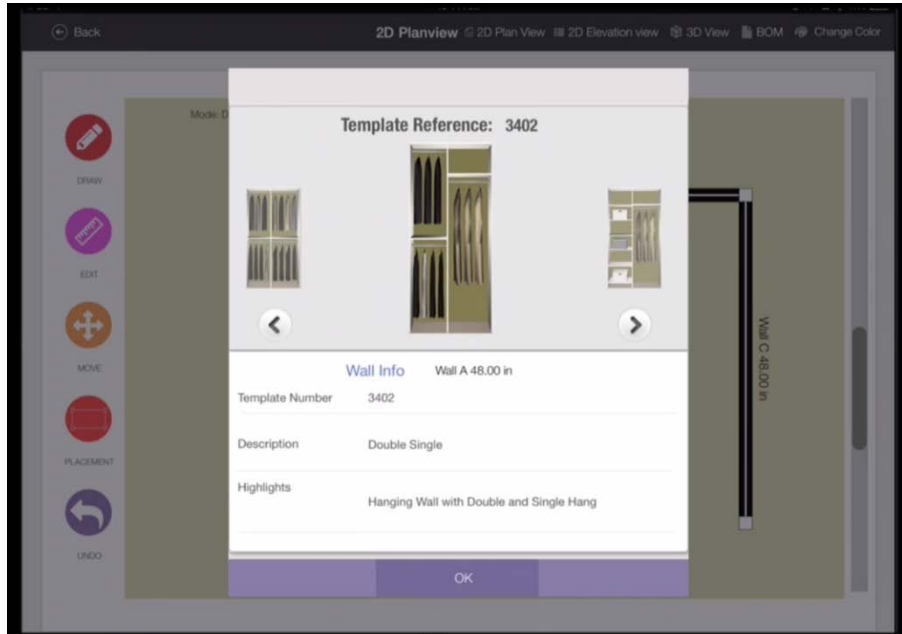 Back
2D Planview 2D Plan View 2D Elevation view 3D View BOM Change Color
Mode: D
Template Reference: 3402
DRAW
EDIT
MOVE
PLACEMENT
UNDO
Wall C 48.00 in
Wall Info Wall A 48.00 in
Template Number 3402
Description Double Single
Highlights
Hanging Wall with Double and Single Hang
OK